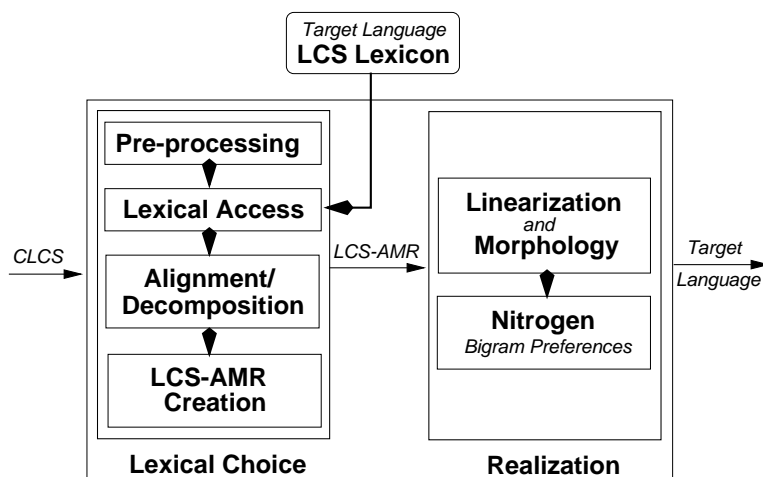 Target Language
LCS Lexicon
Pre-processing
Lexical Access
Alignment/
Decomposition
LCS-AMR
Creation
Lexical Choice
CLCS
LCS-AMR
Linearization
and
Morphology
Nitrogen
Bigram Preferences
Realization
Target
Language